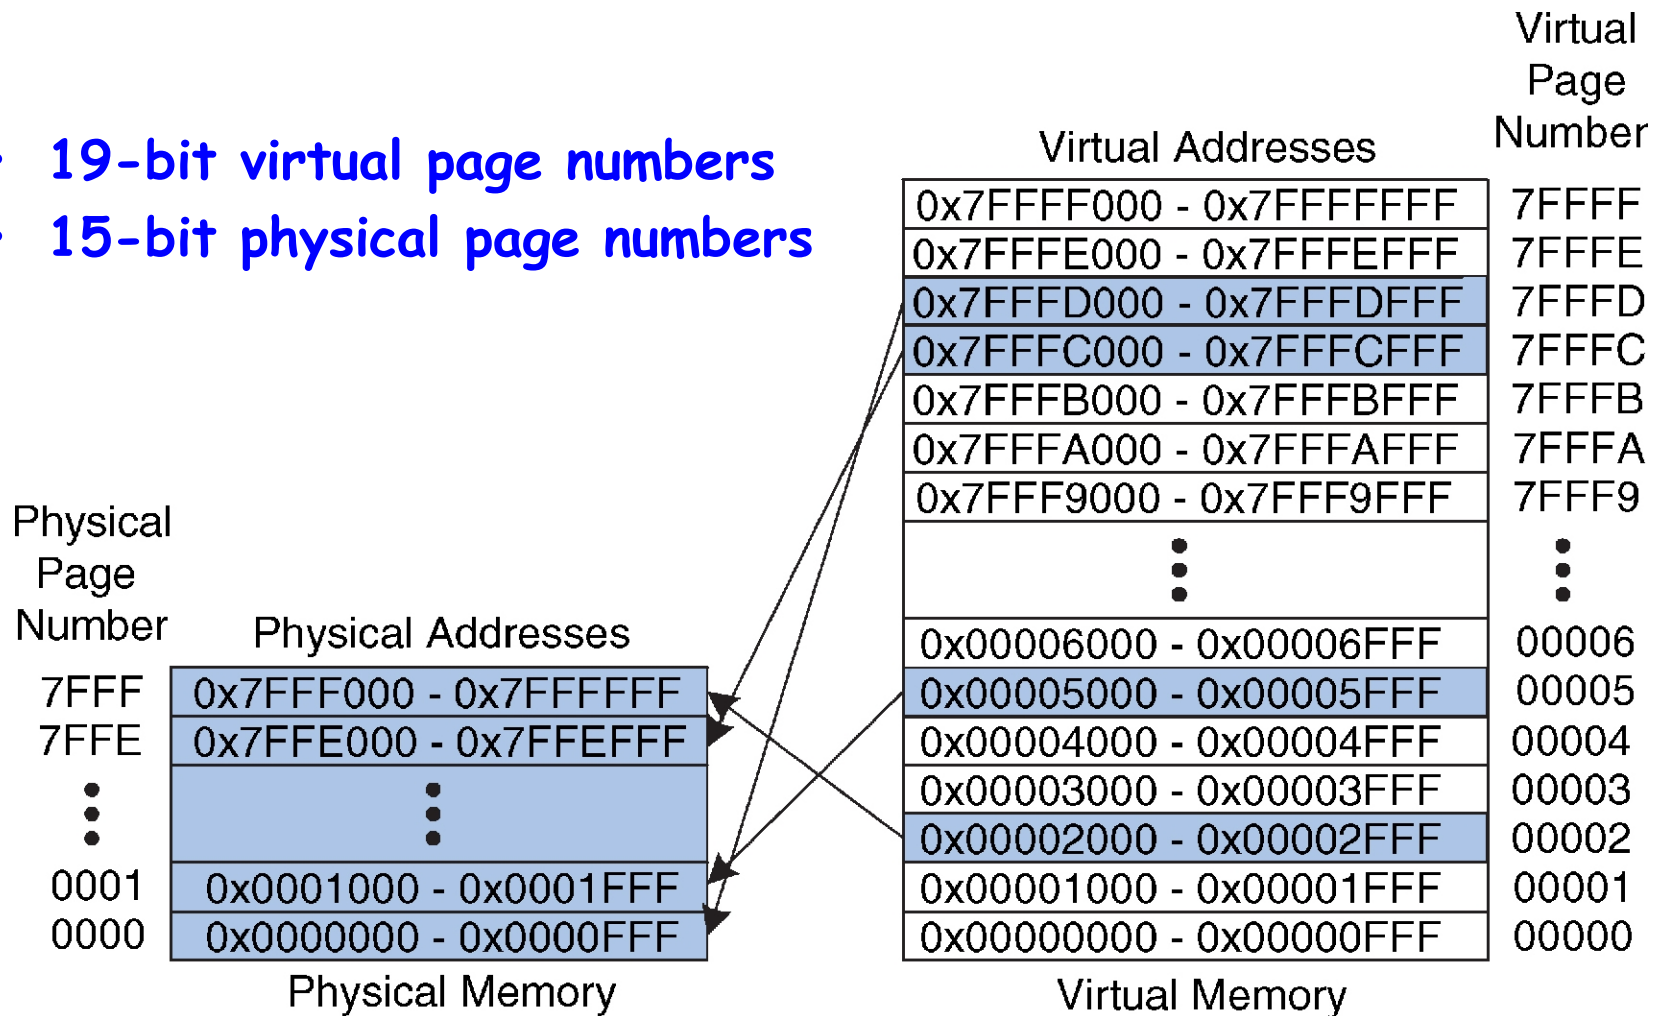 • 19-bit virtual page numbers
• 15-bit physical page numbers
Virtual
Page
Number
Virtual Addresses
0x7FFFF000 - 0x7FFFFFFF 7FFFF
0x7FFFE000 - 0x7FFFEFFF 7FFFE
0x7FFFD000 - 0x7FFFDFFF 7FFFD
0x7FFFC000 - 0x7FFFCFFF 7FFFC
0x7FFFB000 - 0x7FFFBFFF 7FFFB
0x7FFFA000 - 0x7FFFAFFF 7FFFA
0x7FFF9000 - 0x7FFF9FFF 7FFF9
0x00006000 - 0x00006FFF 00006
0x00005000 - 0x00005FFF 00005
0x00004000 - 0x00004FFF 00004
0x00003000 - 0x00003FFF 00003
0x00002000 - 0x00002FFF 00002
0x00001000 - 0x00001FFF 00001
0x00000000 - 0x00000FFF 00000
Virtual Memory
Physical
Page
Number
Physical Addresses
7FFF 0x7FFF000 - 0x7FFFFFF
7FFE 0x7FFE000 - 0x7FFEFFF
0001 0x0001000 - 0x0001FFF
0000 0x0000000 - 0x0000FFF
Physical Memory